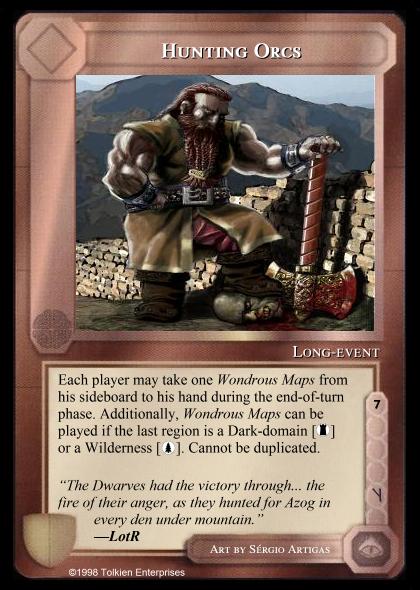 Hunting Orcs
Long-event
Each player may take one Wondrous Maps from
his sideboard to his hand during the end-of-turn
phase. Additionally, Wondrous Maps can be
played if the last region is a Dark-domain [ ]
or a Wilderness [ ]. Cannot be duplicated.
7
“The Dwarves had the victory through... the
fire of their anger, as they hunted for Azog in
every den under mountain.”
—LotR
Art by Sérgio Artigas
©1998 Tolkien Enterprises